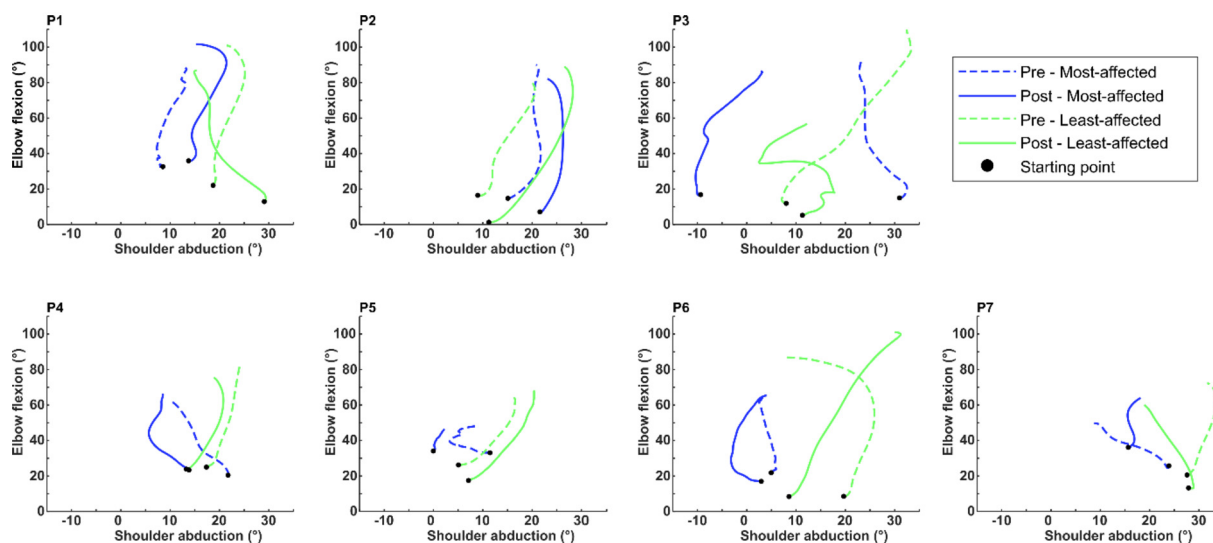 P1
P2
P3
100
80
60
40
20
0
Elbow flexion (°)
-10 0 10 20 30
Shoulder abduction (°)
100
80
60
40
20
0
Elbow flexion (°)
-10 0 10 20 30
Shoulder abduction (°)
100
80
60
40
20
0
Elbow flexion (°)
-10 0 10 20 30
Shoulder abduction (°)
Pre - Most-affected
Post - Most-affected
Pre - Least-affected
Post - Least-affected
Starting point
P4
P5
P6
P7
100
80
60
40
20
0
Elbow flexion (°)
-10 0 10 20 30
Shoulder abduction (°)
100
80
60
40
20
0
Elbow flexion (°)
-10 0 10 20 30
Shoulder abduction (°)
100
80
60
40
20
0
Elbow flexion (°)
-10 0 10 20 30
Shoulder abduction (°)
100
80
60
40
20
0
Elbow flexion (°)
-10 0 10 20 30
Shoulder abduction (°)